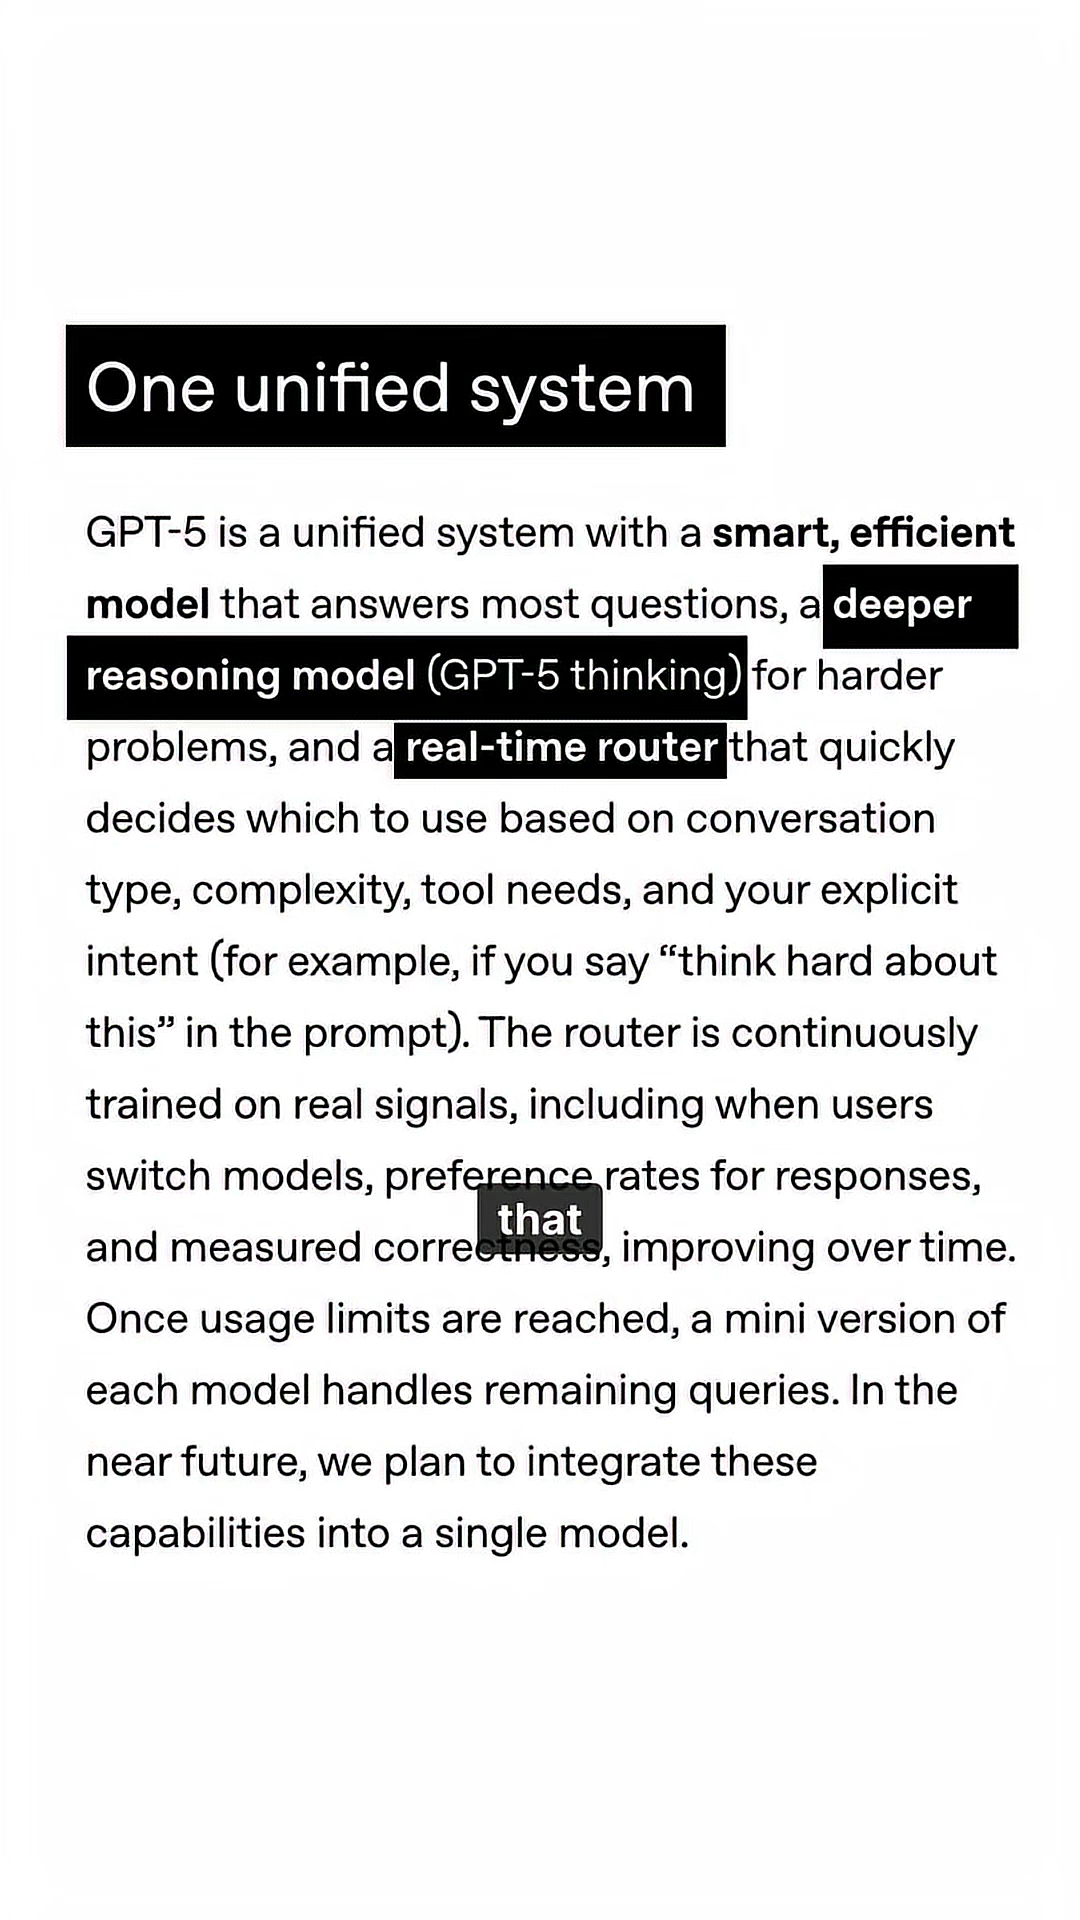 One unified system
GPT-5 is a unified system with a smart, efficient
model that answers most questions, a deeper
reasoning model (GPT-5 thinking) for harder
problems, and a real-time router that quickly
decides which to use based on conversation
type, complexity, tool needs, and your explicit
intent (for example, if you say “think hard about
this” in the prompt). The router is continuously
trained on real signals, including when users
switch models, preference rates for responses,
that
and measured correctness, improving over time.
Once usage limits are reached, a mini version of
each model handles remaining queries. In the
near future, we plan to integrate these
capabilities into a single model.